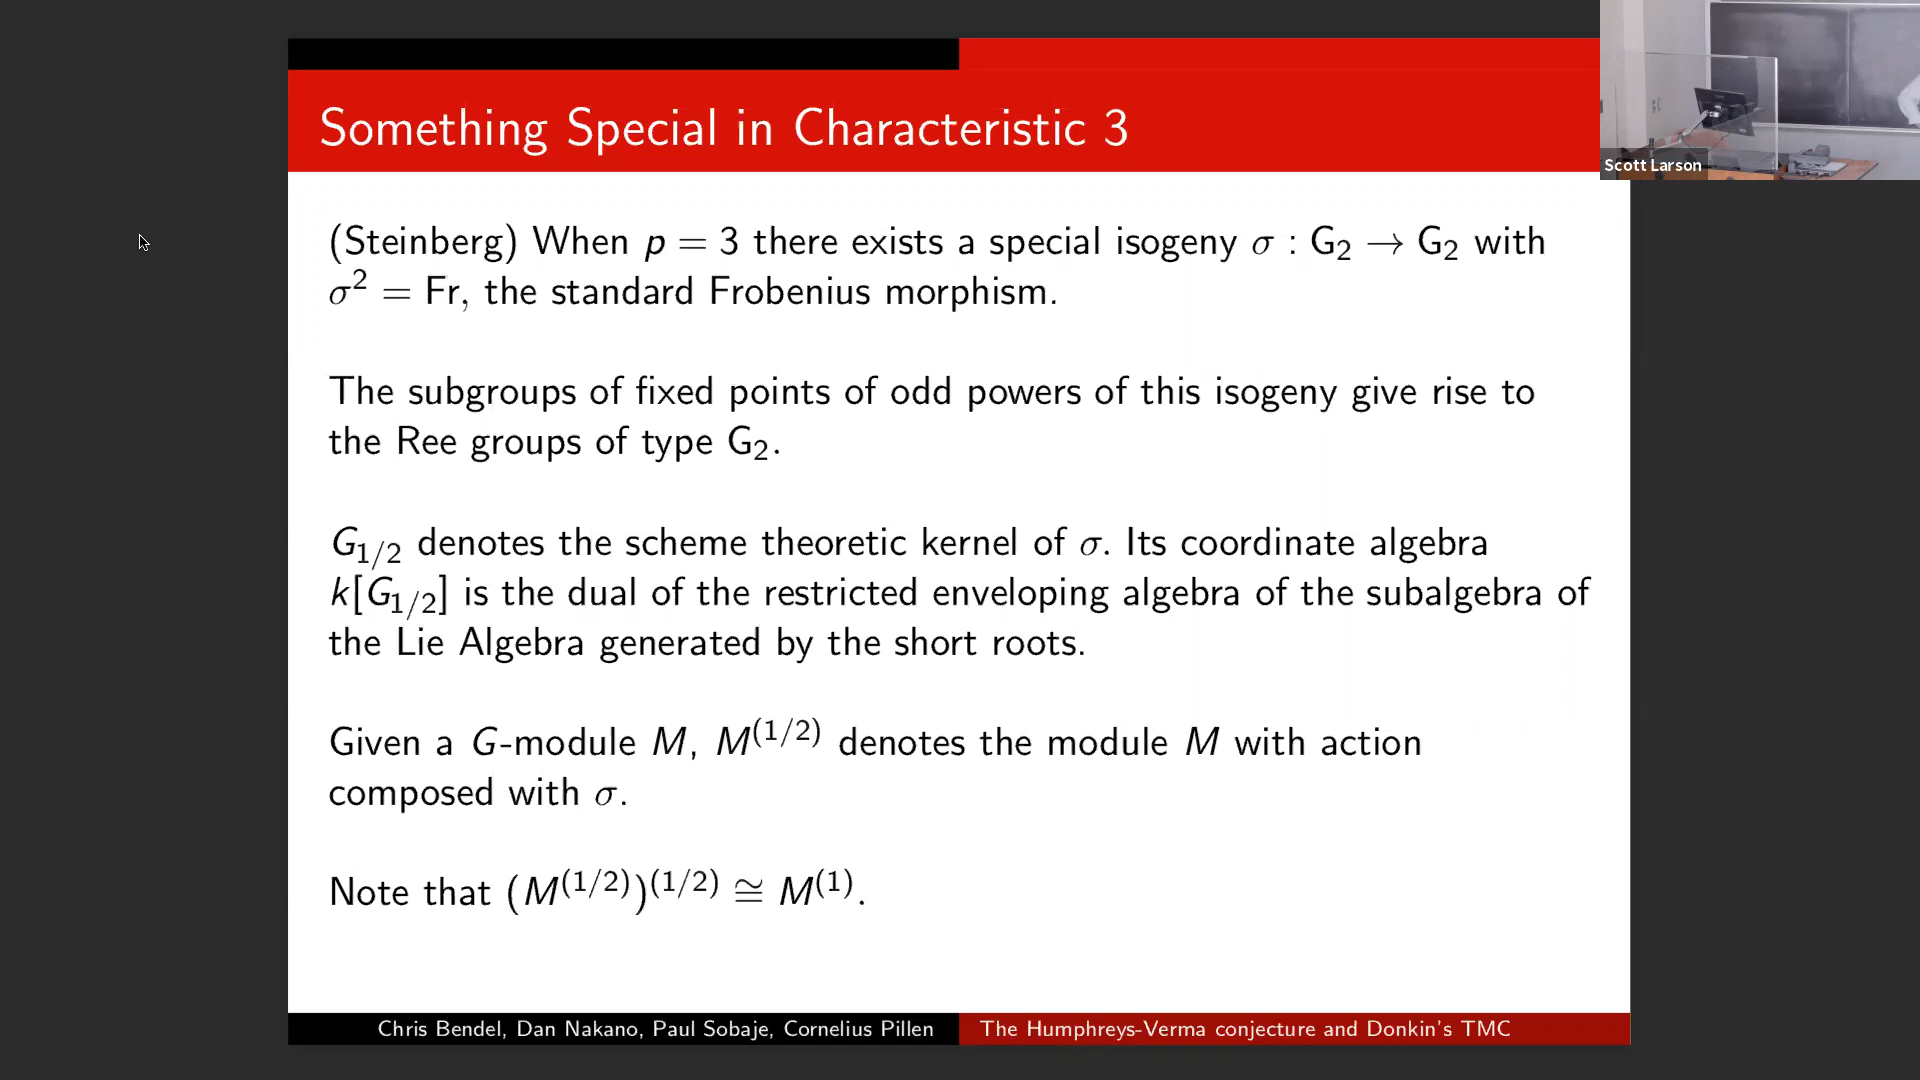 Something Special in Characteristic 3
Scott Larson
(Steinberg) When p = 3 there exists a special isogeny σ : G₂ → G₂ with
σ² = Fr, the standard Frobenius morphism.
The subgroups of fixed points of odd powers of this isogeny give rise to
the Ree groups of type G₂.
G₁/₂ denotes the scheme theoretic kernel of σ. Its coordinate algebra
k[G₁/₂] is the dual of the restricted enveloping algebra of the subalgebra of
the Lie Algebra generated by the short roots.
Given a G-module M, M^(1/2) denotes the module M with action
composed with σ.
Note that (M^(1/2))^(1/2) ≅ M^(1).
Chris Bendel, Dan Nakano, Paul Sobaje, Cornelius Pillen
The Humphreys-Verma conjecture and Donkin's TMC